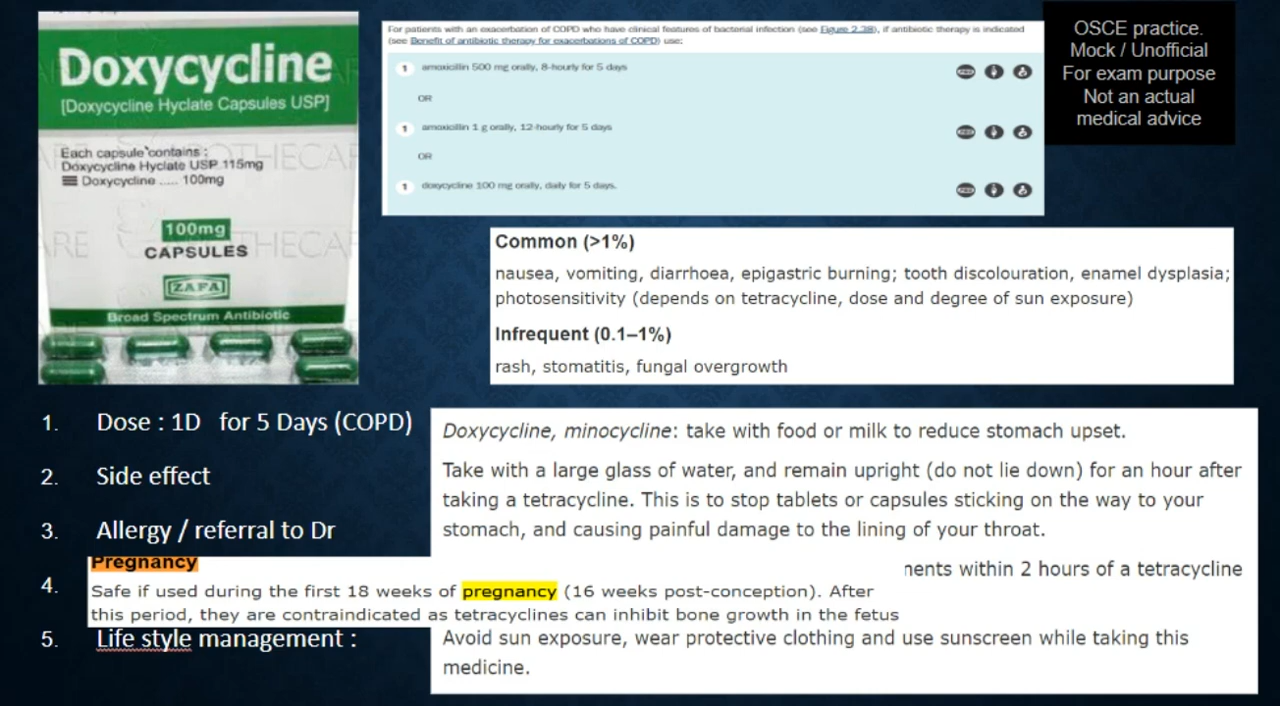 Doxycycline
[Doxycycline Hyclate Capsules USP]
Each capsule contains :
Doxycycline Hyclate USP 115mg
Doxycycline ..... 100mg
100mg
CAPSULES
ZAFA
Broad Spectrum Antibiotic
For patients with an exacerbation of COPD who have clinical features of bacterial infection (see Figure 2.38), if antibiotic therapy is indicated
(see Benefit of antibiotic therapy for exacerbations of COPD) use:
1 amoxicillin 500 mg orally, 8-hourly for 5 days
OR
1 amoxicillin 1 g orally, 12-hourly for 5 days
OR
1 doxycycline 100 mg orally, daily for 5 days.
OSCE practice.
Mock / Unofficial
For exam purpose
Not an actual
medical advice
Common (>1%)
nausea, vomiting, diarrhoea, epigastric burning; tooth discolouration, enamel dysplasia;
photosensitivity (depends on tetracycline, dose and degree of sun exposure)
Infrequent (0.1–1%)
rash, stomatitis, fungal overgrowth
1. Dose : 1D for 5 Days (COPD)
2. Side effect
3. Allergy / referral to Dr
4.
5. Life style management :
Doxycycline, minocycline: take with food or milk to reduce stomach upset.
Take with a large glass of water, and remain upright (do not lie down) for an hour after
taking a tetracycline. This is to stop tablets or capsules sticking on the way to your
stomach, and causing painful damage to the lining of your throat.
within 2 hours of a tetracycline
Pregnancy
Safe if used during the first 18 weeks of pregnancy (16 weeks post-conception). After
this period, they are contraindicated as tetracyclines can inhibit bone growth in the fetus
Avoid sun exposure, wear protective clothing and use sunscreen while taking this
medicine.